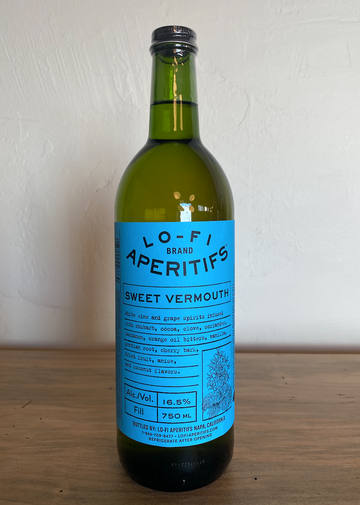 LO-FI
BRAND
APERITIFS
SWEET VERMOUTH
White wine and grape spirits infused
with rhubarb, cocoa, clove, coriander,
orange oil bitters, vanilla,
gentian root, cherry bark,
dried fruit, anise,
and coconut flavors.
Alc./Vol. 16.5%
Fill 750 ML
BOTTLED BY: LO-FI APERITIFS NAPA, CALIFORNIA
LOFIAPERITIFS.COM
REFRIGERATE AFTER OPENING